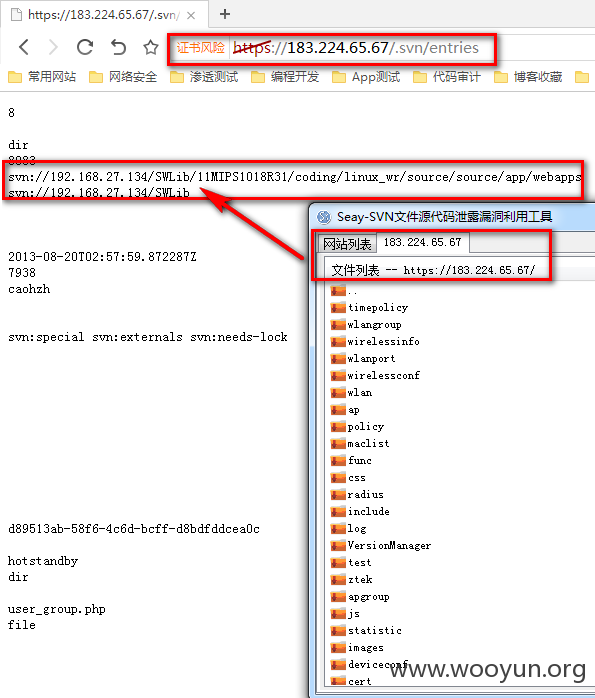 https://183.224.65.67/.svn/
证书风险 https://183.224.65.67/.svn/entries
常用网站 网络安全 渗透测试 编程开发 App测试 代码审计 博客收藏
8
dir
8083
svn://192.168.27.134/SWLib/11MIPS1018R31/coding/linux_wr/source/source/app/webapps
svn://192.168.27.134/SWLib
2013-08-20T02:57:59.872287Z
7938
caohzh
svn:special svn:externals svn:needs-lock
d89513ab-58f6-4c6d-bcff-d8bdfddcea0c
hotstandby
dir
user_group.php
file
Seay-SVN文件源代码泄露漏洞利用工具
网站列表 183.224.65.67
文件列表 -- https://183.224.65.67/
..
timepolicy
wlangroup
wirelessinfo
wlanport
wirelessconf
wlan
ap
policy
maclist
func
css
radius
include
log
VersionManager
test
ztek
apgroup
js
statistic
images
deviceconf
cert
www.wooyun.org